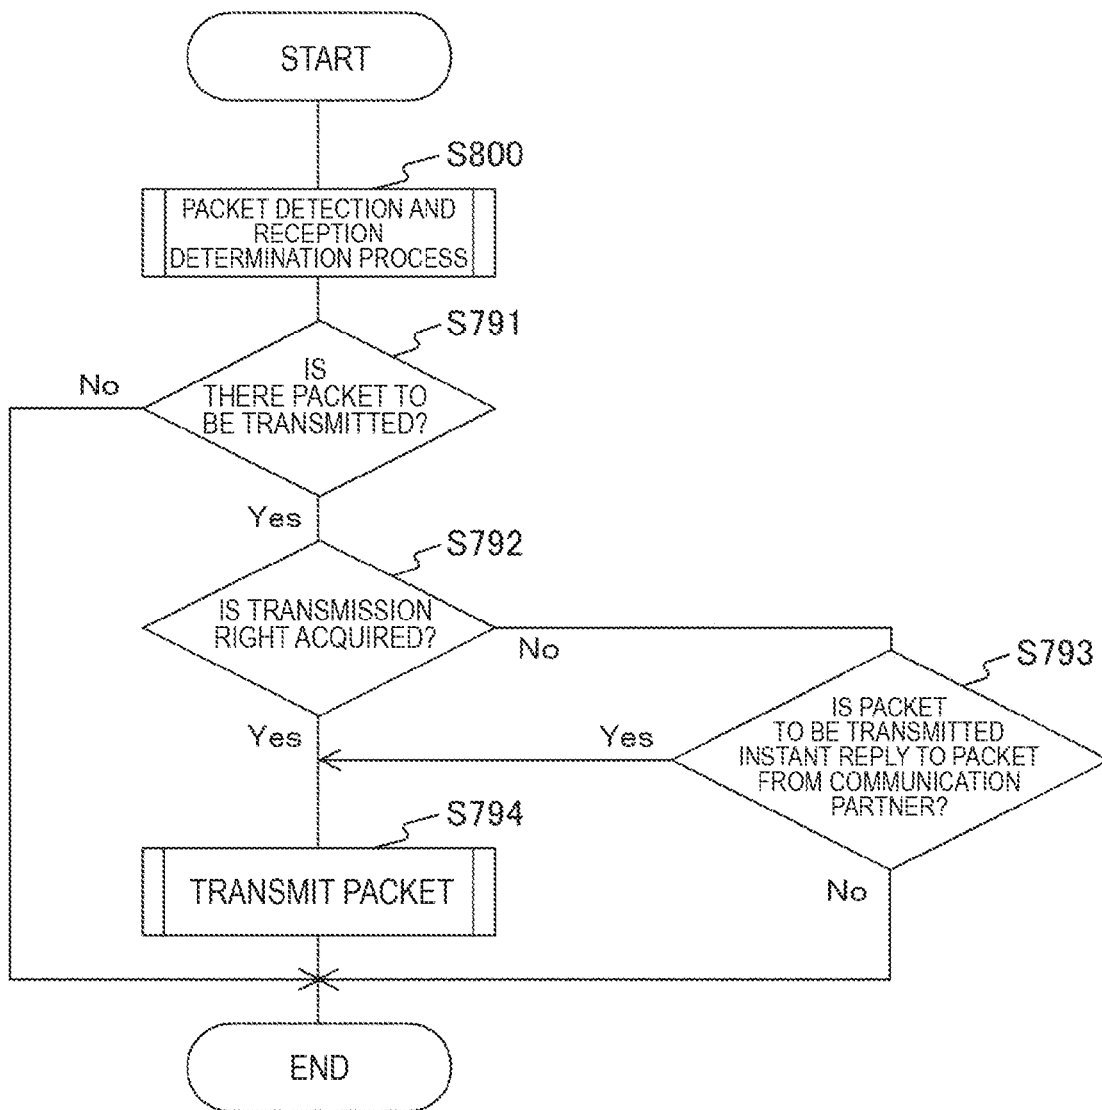 START
S800
PACKET DETECTION AND
RECEPTION
DETERMINATION PROCESS
S791
IS
THERE PACKET TO
BE TRANSMITTED?
No
Yes
S792
IS TRANSMISSION
RIGHT ACQUIRED?
No
Yes
S793
IS PACKET
TO BE TRANSMITTED
INSTANT REPLY TO PACKET
FROM COMMUNICATION
PARTNER?
Yes
No
S794
TRANSMIT PACKET
END